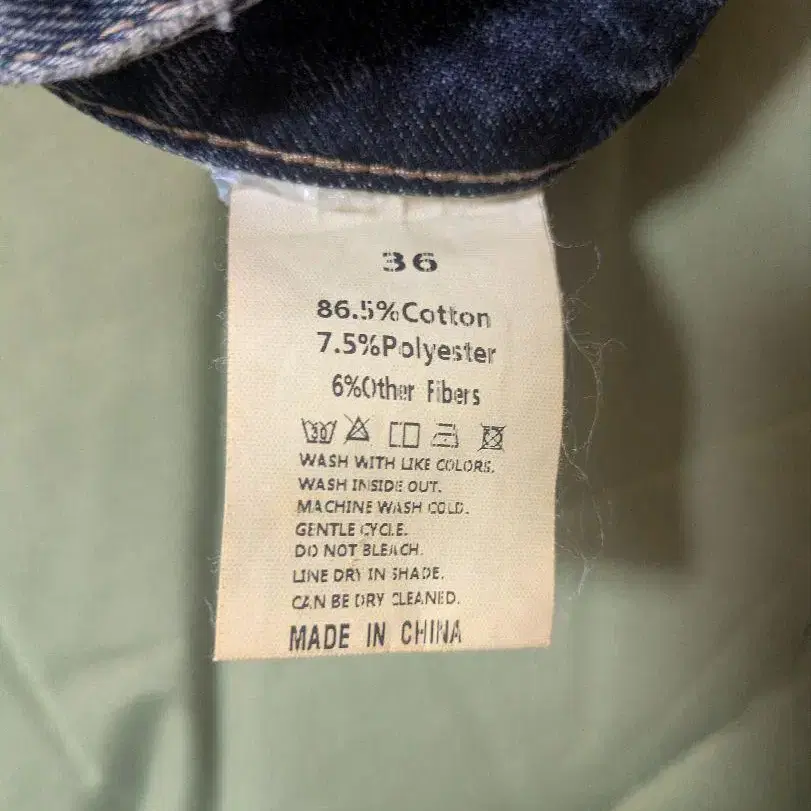 36
86.5%Cotton
7.5%Polyester
6%Other Fibers
30
WASH WITH LIKE COLORS.
WASH INSIDE OUT.
MACHINE WASH COLD.
GENTLE CYCLE.
DO NOT BLEACH.
LINE DRY IN SHADE.
CAN BE DRY CLEANED.
MADE IN CHINA